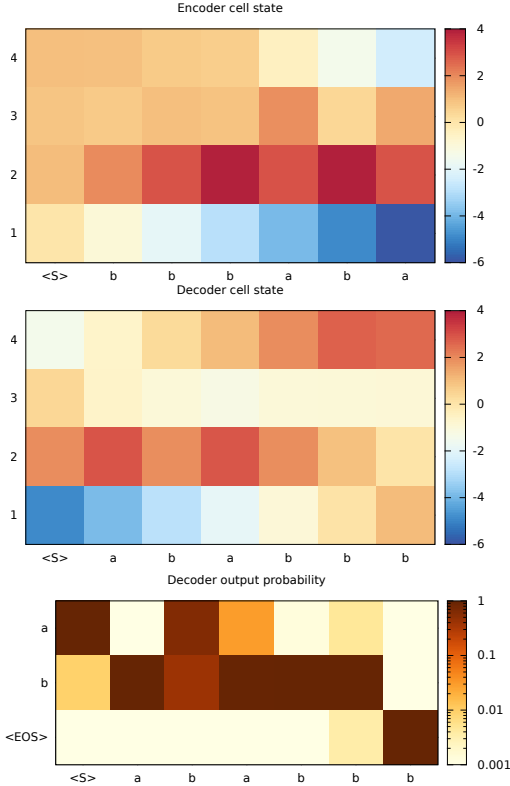 Encoder cell state
4
3
2
1
<S> b b b a b a
4
2
0
-2
-4
-6
Decoder cell state
4
3
2
1
<S> a b a b b b
4
2
0
-2
-4
-6
Decoder output probability
a
b
<EOS>
<S> a b a b b b
1
0.1
0.01
0.001